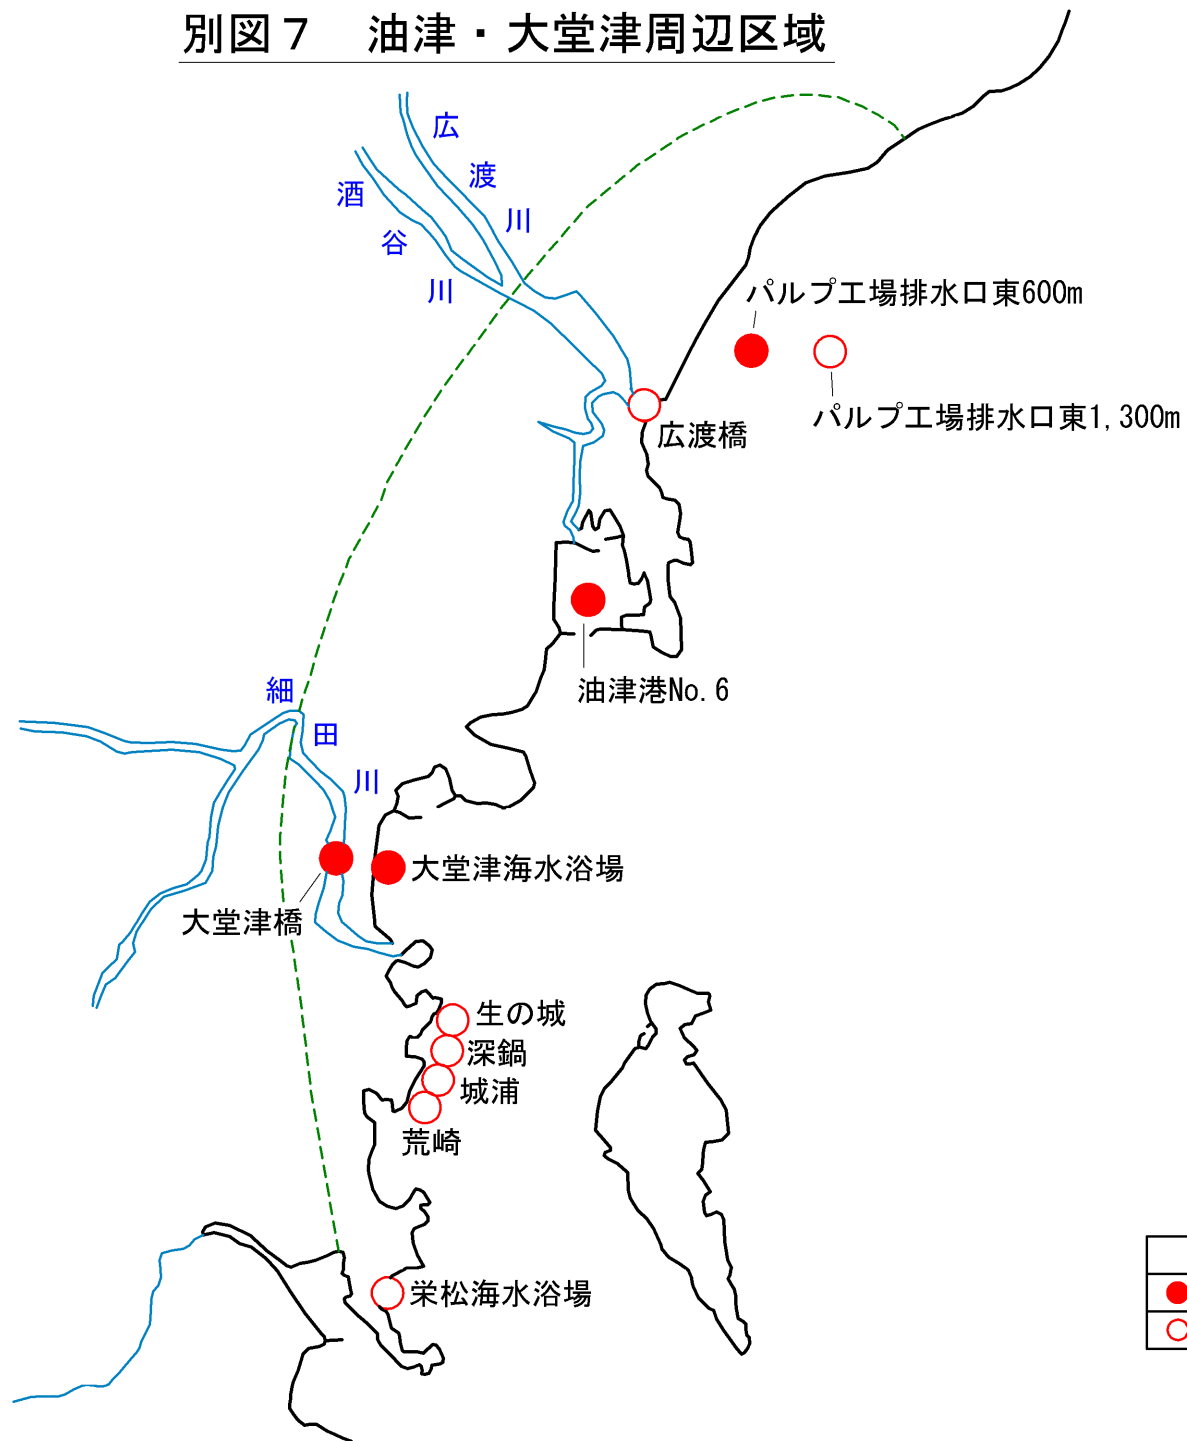 別図７　油津・大堂津周辺区域
広渡川
酒谷川
パルプ工場排水口東600m
パルプ工場排水口東1,300m
広渡橋
油津港No.6
細田川
大堂津海水浴場
大堂津橋
生の城
深鍋
城浦
荒崎
栄松海水浴場